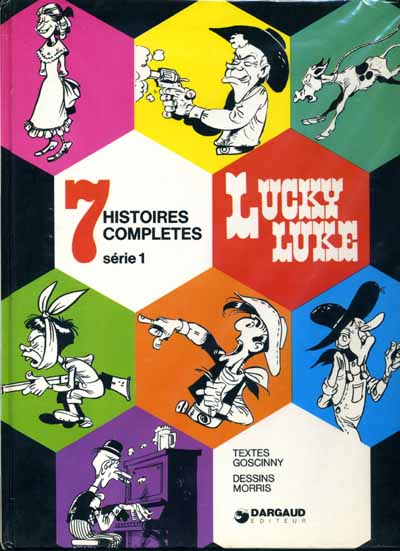 7 HISTOIRES
COMPLETES
série 1
LUCKY
LUKE
TEXTES
GOSCINNY
DESSINS
MORRIS
DARGAUD
EDITEUR